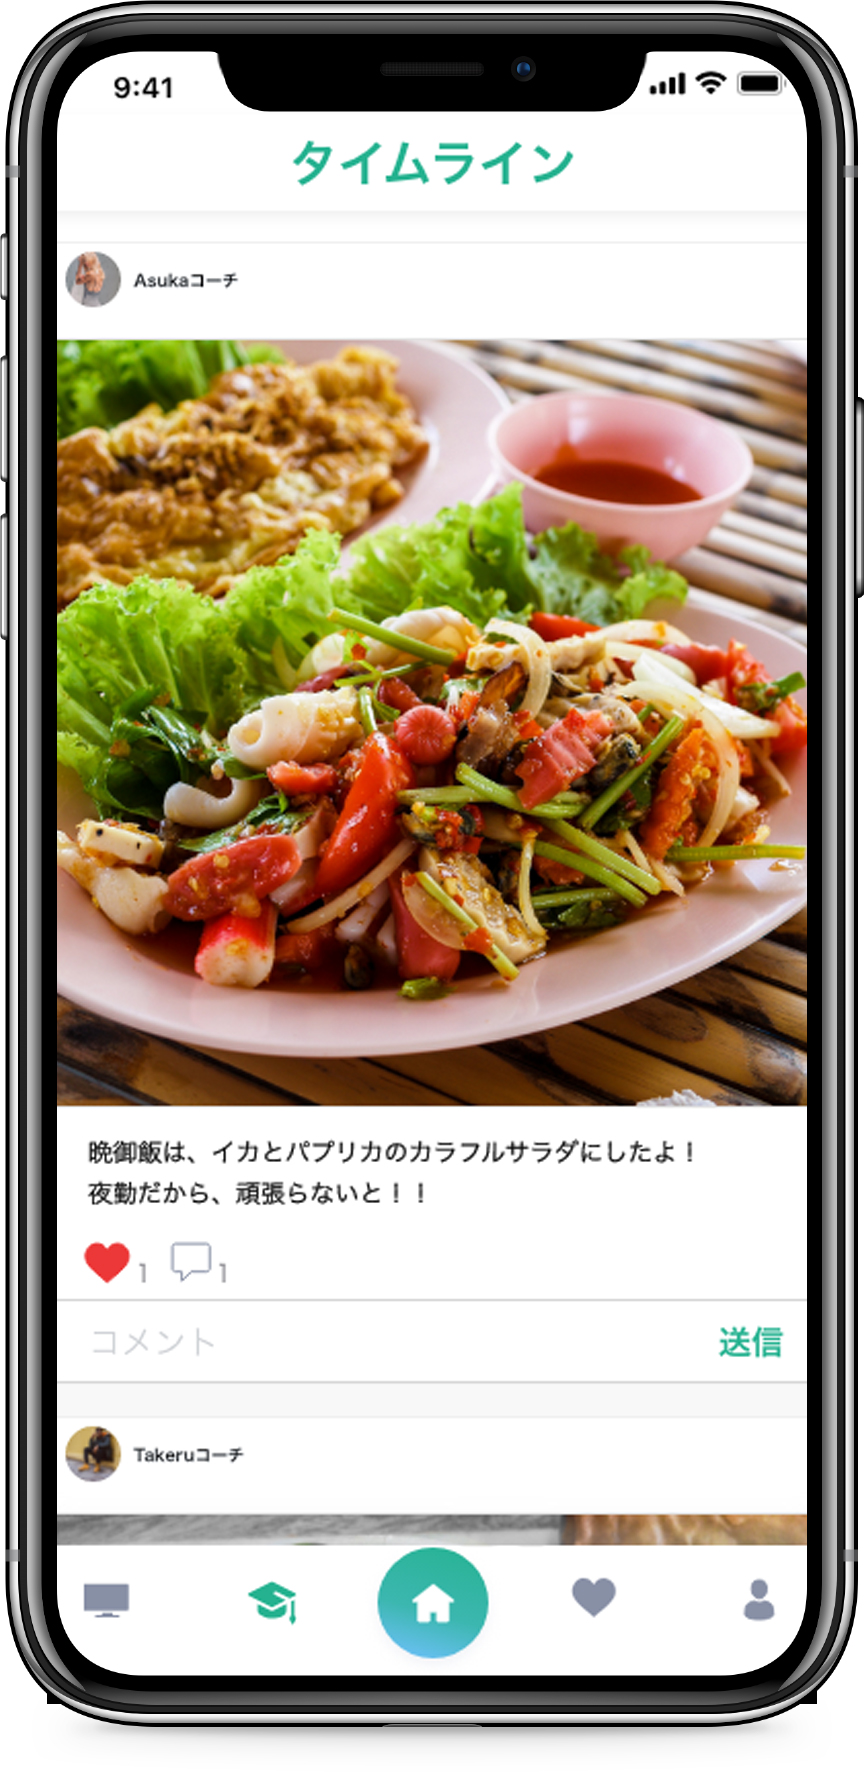 9:41
タイムライン
Asukaコーチ
晩御飯は、イカとパプリカのカラフルサラダにしたよ！
夜勤だから、頑張らないと！！
1 1
コメント 送信
Takeruコーチ